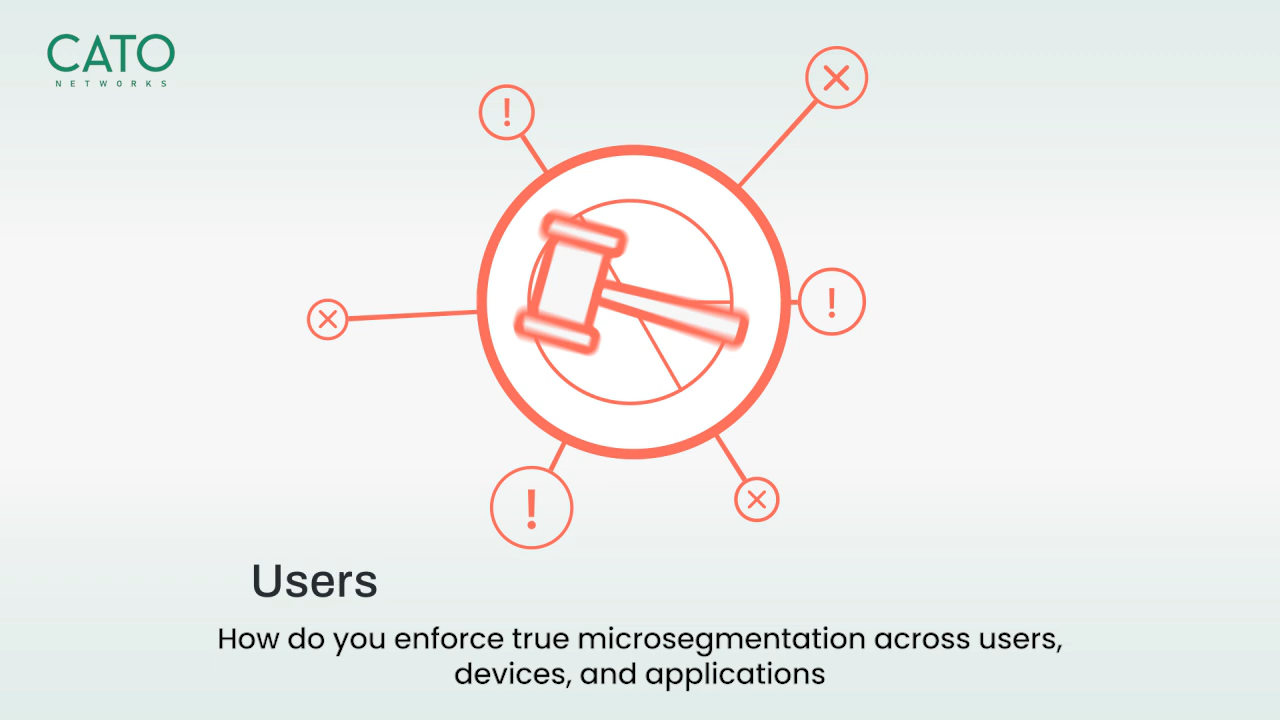 CATO
NETWORKS
!
!
!
Users
How do you enforce true microsegmentation across users,
devices, and applications